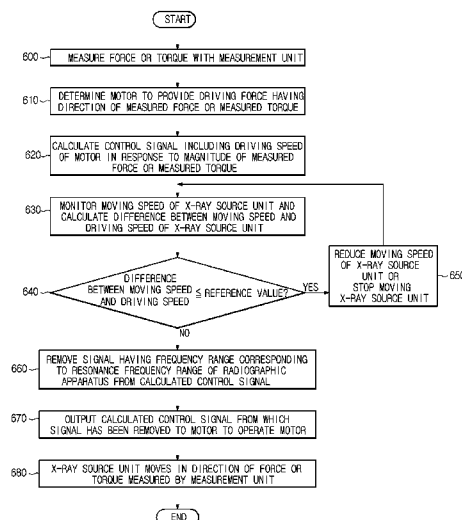 START
600
MEASURE FORCE OR TORQUE WITH MEASUREMENT UNIT
610
DETERMINE MOTOR TO PROVIDE DRIVING FORCE HAVING
DIRECTION OF MEASURED FORCE OR MEASURED TORQUE
620
CALCULATE CONTROL SIGNAL INCLUDING DRIVING SPEED
OF MOTOR IN RESPONSE TO MAGNITUDE OF MEASURED
FORCE OR MEASURED TORQUE
630
MONITOR MOVING SPEED OF X-RAY SOURCE UNIT AND
CALCULATE DIFFERENCE BETWEEN MOVING SPEED AND
DRIVING SPEED OF X-RAY SOURCE UNIT
640
DIFFERENCE
BETWEEN MOVING SPEED
AND DRIVING SPEED
≦ REFERENCE VALUE?
YES
REDUCE MOVING SPEED
OF X-RAY SOURCE
UNIT OR
STOP MOVING
X-RAY SOURCE UNIT
650
NO
660
REMOVE SIGNAL HAVING FREQUENCY RANGE CORRESPONDING
TO RESONANCE FREQUENCY RANGE OF RADIOGRAPHIC
APPARATUS FROM CALCULATED CONTROL SIGNAL
670
OUTPUT CALCULATED CONTROL SIGNAL FROM WHICH
SIGNAL HAS BEEN REMOVED TO MOTOR TO OPERATE MOTOR
680
X-RAY SOURCE UNIT MOVES IN DIRECTION OF FORCE OR
TORQUE MEASURED BY MEASUREMENT UNIT
END